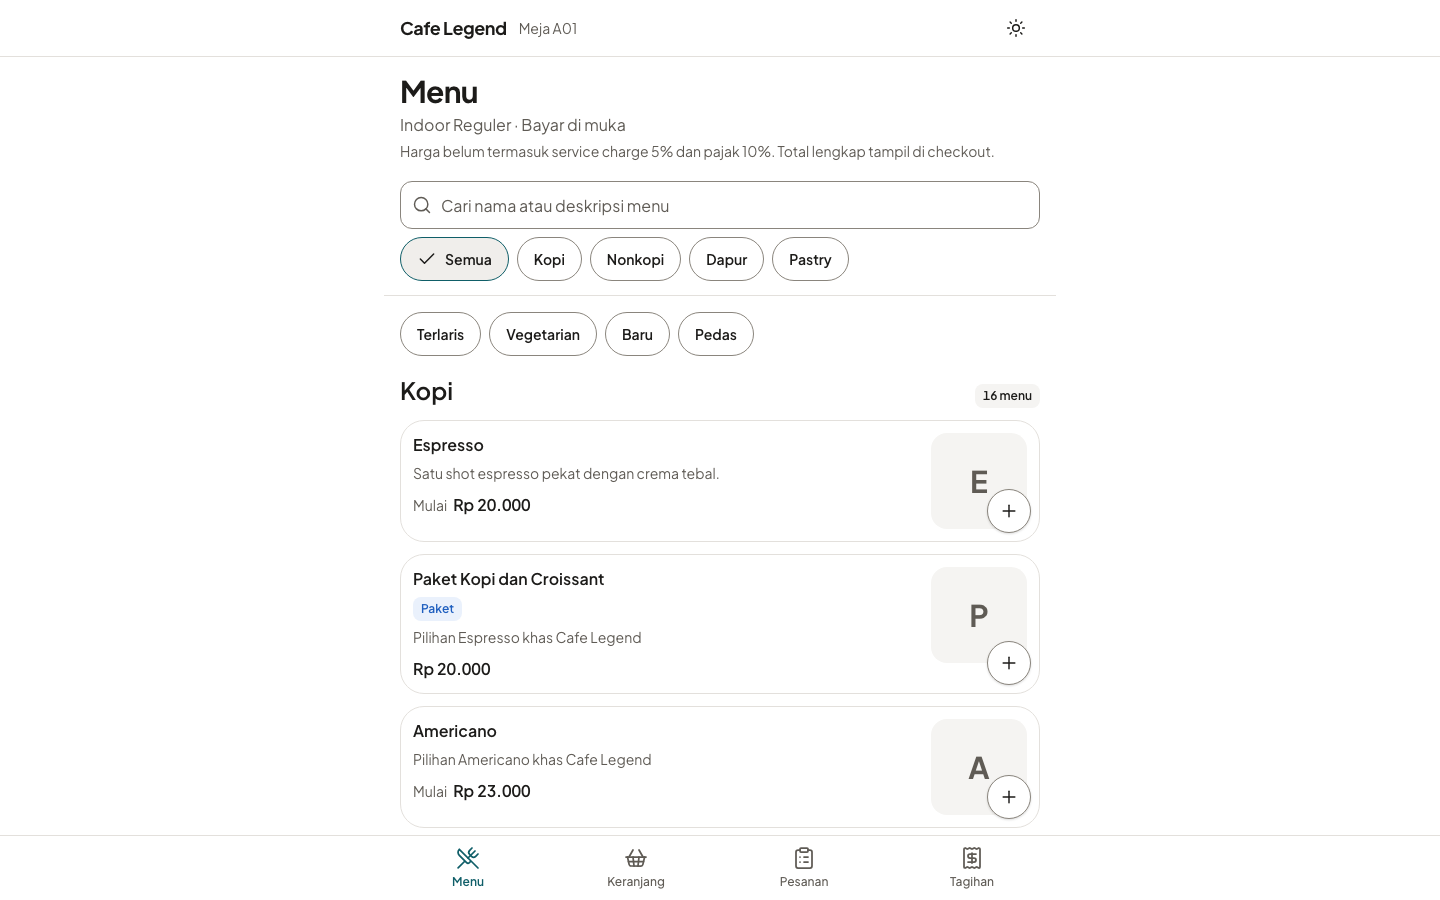 Cafe Legend Meja A01
Menu
Indoor Reguler · Bayar di muka
Harga belum termasuk service charge 5% dan pajak 10%. Total lengkap tampil di checkout.
Cari nama atau deskripsi menu
Semua Kopi Nonkopi Dapur Pastry
Terlaris Vegetarian Baru Pedas
Kopi 16 menu
Espresso
Satu shot espresso pekat dengan crema tebal.
E
Mulai Rp 20.000
Paket Kopi dan Croissant
Paket
P
Pilihan Espresso khas Cafe Legend
Rp 20.000
Americano
Pilihan Americano khas Cafe Legend
A
Mulai Rp 23.000
Menu Keranjang Pesanan Tagihan